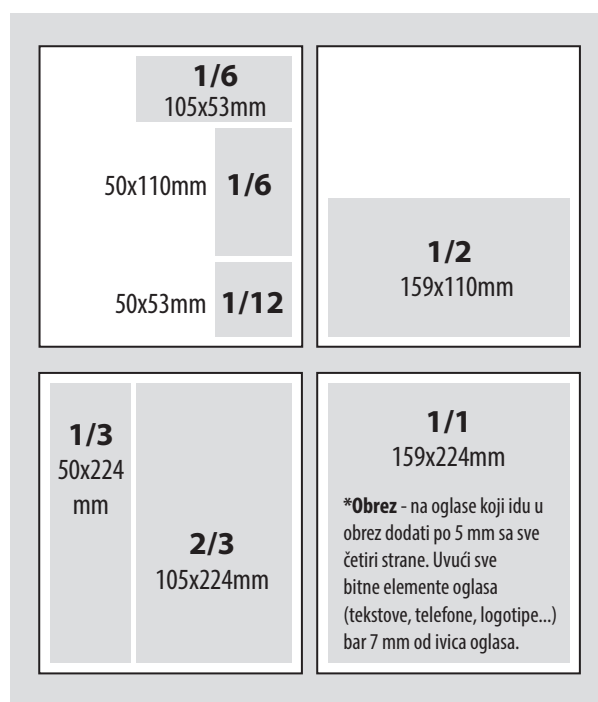 1/6
105x53mm
50x110mm 1/6
50x53mm 1/12
1/2
159x110mm
1/3
50x224
mm
2/3
105x224mm
1/1
159x224mm
*Obrez - na oglase koji idu u
obrez dodati po 5 mm sa sve
četiri strane. Uvući sve
bitne elemente oglasa
(tekstove, telefone, logotipe...)
bar 7 mm od ivica oglasa.